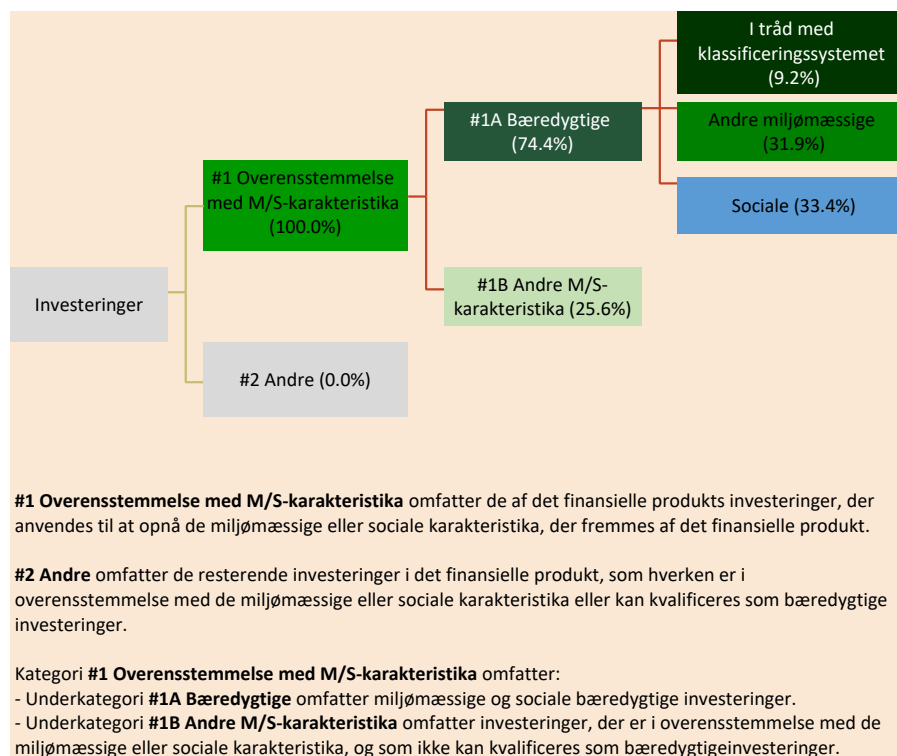 I tråd med
klassificeringssystemet
(9.2%)
#1A Bæredygtige
(74.4%)
Andre miljømæssige
(31.9%)
#1 Overensstemmelse
med M/S-karakteristika
(100.0%)
Sociale (33.4%)
Investeringer
#1B Andre M/S-
karakteristika (25.6%)
#2 Andre (0.0%)
#1 Overensstemmelse med M/S-karakteristika omfatter de af det finansielle produkts investeringer, der
anvendes til at opnå de miljømæssige eller sociale karakteristika, der fremmes af det finansielle produkt.
#2 Andre omfatter de resterende investeringer i det finansielle produkt, som hverken er i
overensstemmelse med de miljømæssige eller sociale karakteristika eller kan kvalificeres som bæredygtige
investeringer.
Kategori #1 Overensstemmelse med M/S-karakteristika omfatter:
- Underkategori #1A Bæredygtige omfatter miljømæssige og sociale bæredygtige investeringer.
- Underkategori #1B Andre M/S-karakteristika omfatter investeringer, der er i overensstemmelse med de
miljømæssige eller sociale karakteristika, og som ikke kan kvalificeres som bæredygtigeinvesteringer.